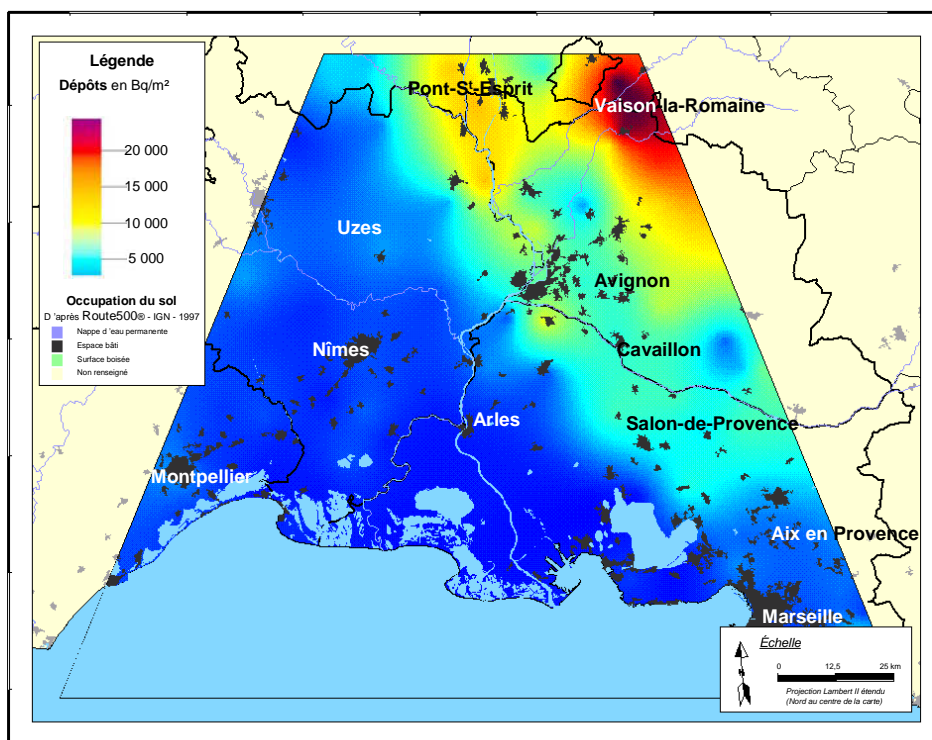 Légende
Dépôts en Bq/m²
20 000
15 000
10 000
5 000
Occupation du sol
D 'après Route500® - IGN - 1997
Nappe d 'eau permanente
Espace bâti
Surface boisée
Non renseigné
Pont-St-Esprit
Vaison-la-Romaine
Uzes
Avignon
Nîmes
Cavaillon
Arles
Salon-de-Provence
Montpellier
Aix en Provence
Marseille
Échelle
N
0 12,5 25 km
Projection Lambert II étendu
(Nord au centre de la carte)